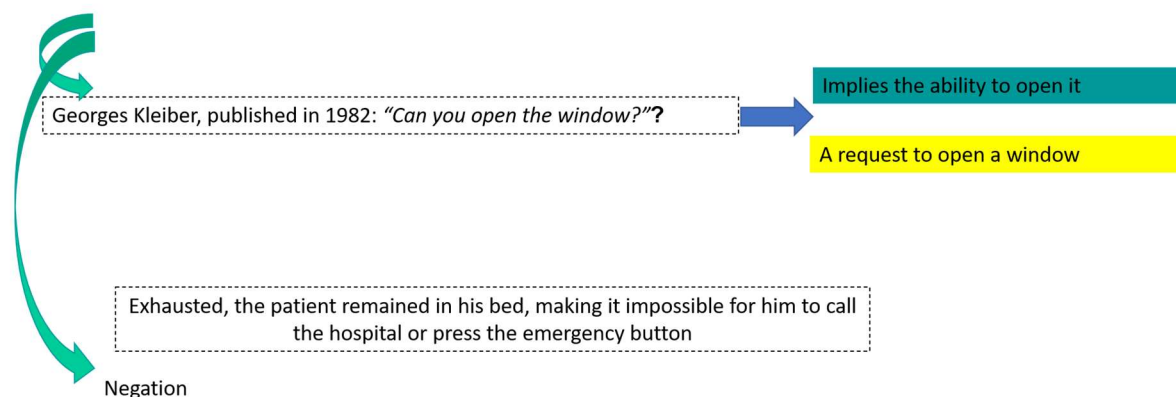 Implies the ability to open it
Georges Kleiber, published in 1982: “Can you open the window?”?
A request to open a window
Exhausted, the patient remained in his bed, making it impossible for him to call
the hospital or press the emergency button
Negation